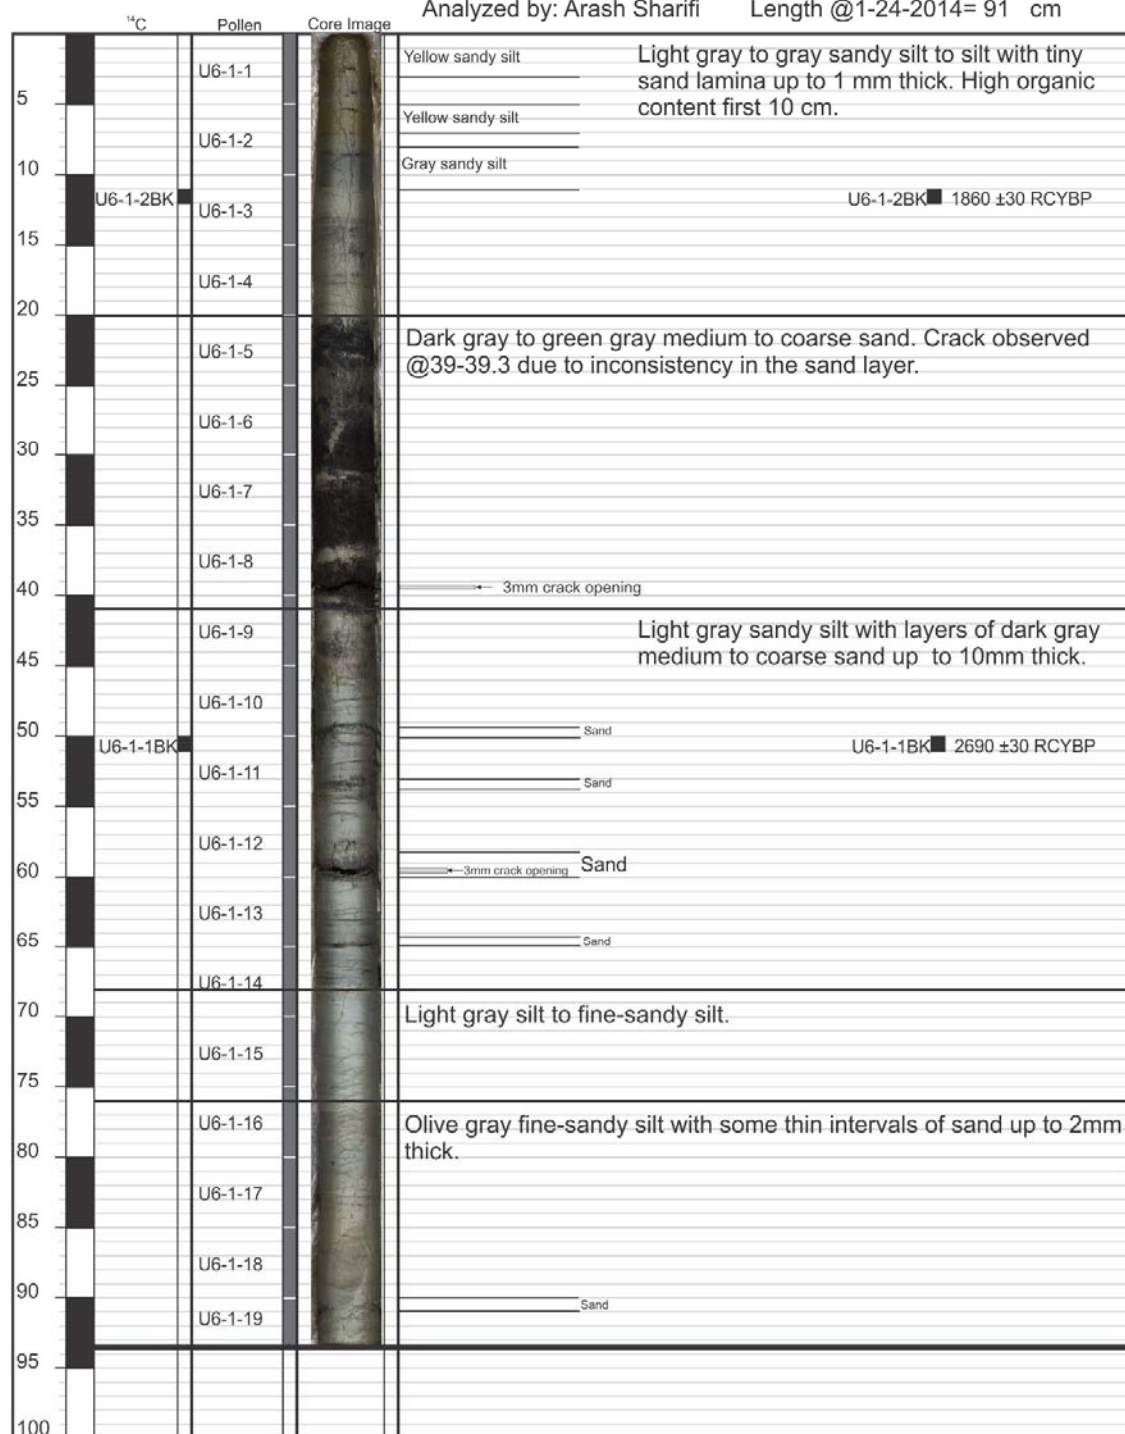 Analyzed by: Arash Sharifi Length @1-24-2014= 91 cm
14C Pollen Core Image
Yellow sandy silt
Light gray to gray sandy silt to silt with tiny
sand lamina up to 1 mm thick. High organic
content first 10 cm.
U6-1-1
5
Yellow sandy silt
U6-1-2
Gray sandy silt
10
U6-1-2BK
U6-1-3
U6-1-2BK 1860 ±30 RCYBP
15
U6-1-4
20
Dark gray to green gray medium to coarse sand. Crack observed
@39-39.3 due to inconsistency in the sand layer.
U6-1-5
25
U6-1-6
30
U6-1-7
35
U6-1-8
40
3mm crack opening
Light gray sandy silt with layers of dark gray
medium to coarse sand up to 10mm thick.
U6-1-9
45
U6-1-10
50
Sand
U6-1-1BK
U6-1-1BK 2690 ±30 RCYBP
U6-1-11
Sand
55
U6-1-12
Sand
60
3mm crack opening
U6-1-13
65
Sand
U6-1-14
70
Light gray silt to fine-sandy silt.
U6-1-15
75
U6-1-16
Olive gray fine-sandy silt with some thin intervals of sand up to 2mm
thick.
80
U6-1-17
85
U6-1-18
90
Sand
U6-1-19
95
100